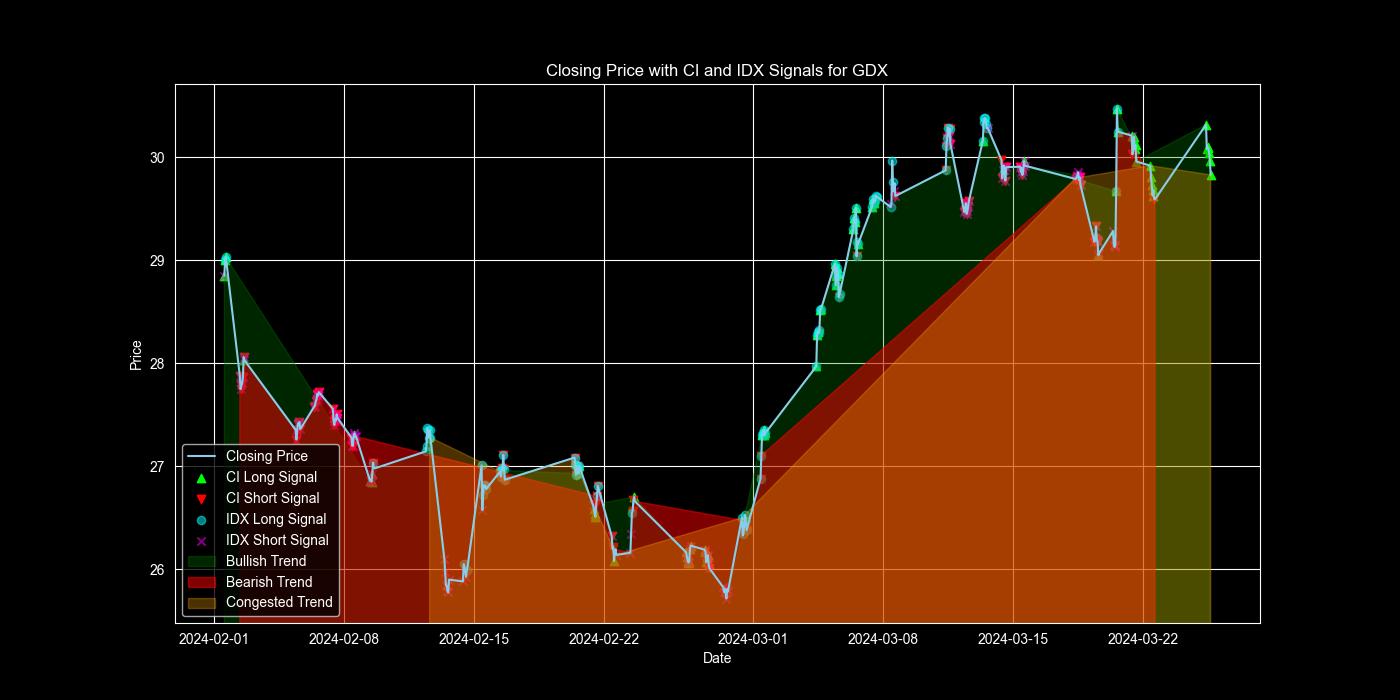 Closing Price with CI and IDX Signals for GDX
Price
30
29
28
27
26
Closing Price
CI Long Signal
CI Short Signal
IDX Long Signal
IDX Short Signal
Bullish Trend
Bearish Trend
Congested Trend
2024-02-01 2024-02-08 2024-02-15 2024-02-22 2024-03-01 2024-03-08 2024-03-15 2024-03-22
Date